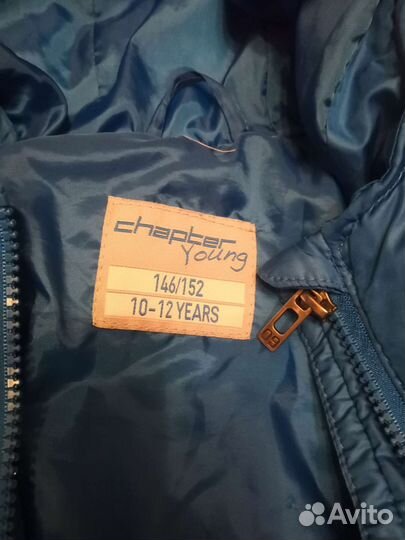 chapter
Young
146/152
10-12 YEARS
Avito